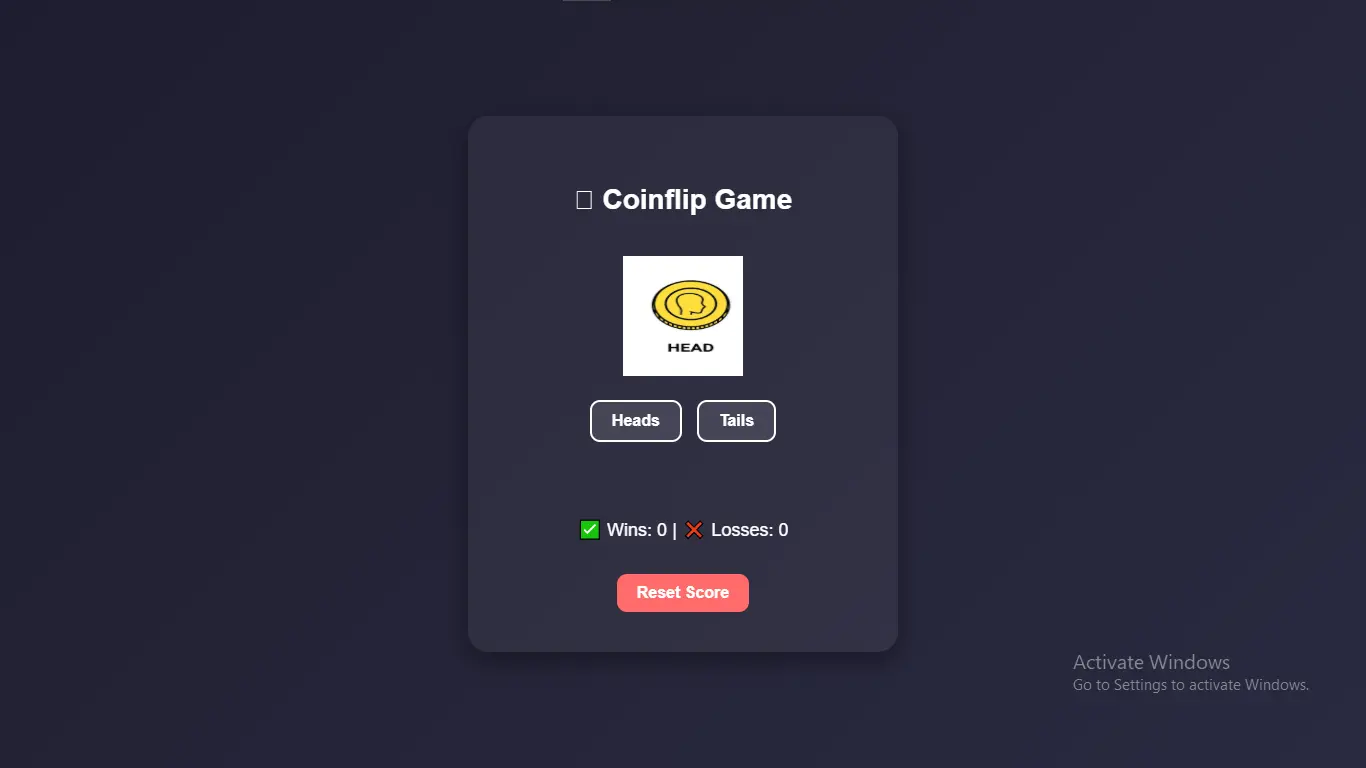 Coinflip Game
HEAD
Heads
Tails
✅ Wins: 0 | ❌ Losses: 0
Reset Score
Activate Windows
Go to Settings to activate Windows.